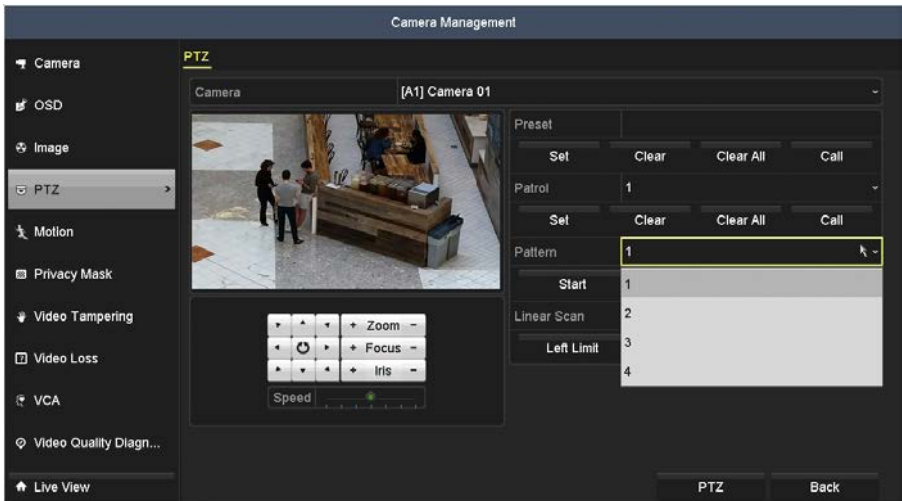 Camera Management
Camera
OSD
Image
PTZ
Motion
Privacy Mask
Video Tampering
Video Loss
VCA
Video Quality Diagn...
Live View
PTZ
Camera [A1] Camera 01
Preset
Set Clear Clear All Call
Patrol 1
Set Clear Clear All Call
Pattern 1
Start
1
2
3
4
Linear Scan
Left Limit
+ Zoom -
+ Focus -
+ Iris -
Speed
PTZ Back